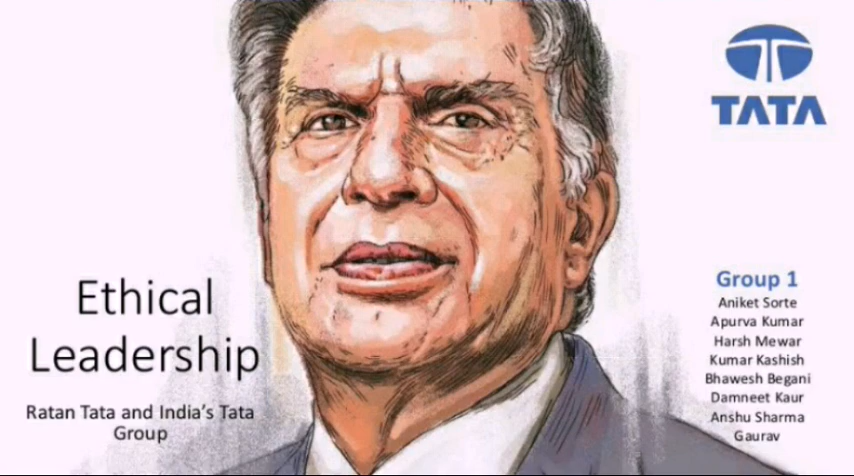 TATA
Ethical
Leadership
Ratan Tata and India's Tata
Group
Group 1
Aniket Sorte
Apurva Kumar
Harsh Mewar
Kumar Kashish
Bhawesh Begani
Damneet Kaur
Anshu Sharma
Gaurav